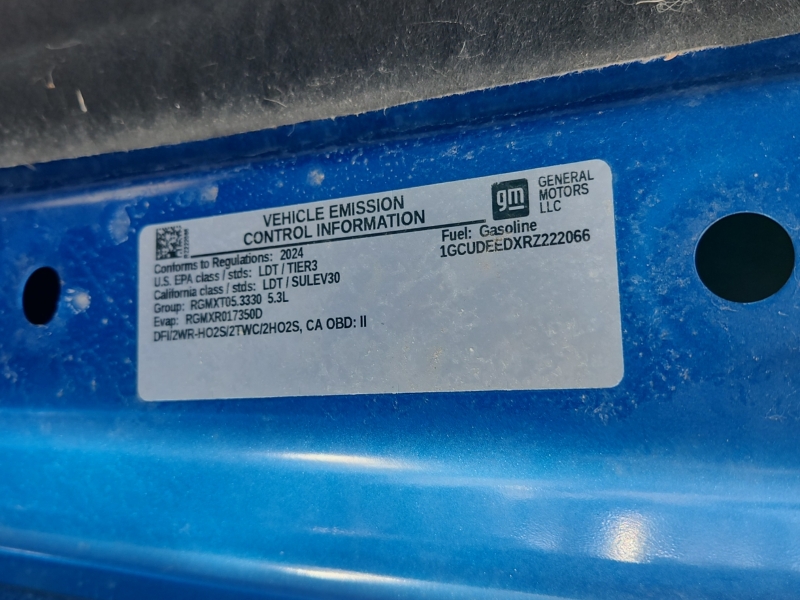 VEHICLE EMISSION
CONTROL INFORMATION
gm
GENERAL
MOTORS
LLC
Conforms to Regulations: 2024
U.S. EPA class / stds: LDT / TIER3
California class / stds: LDT / SULEV30
Group: RGMXT05.3330 5.3L
Evap: RGMXR017350D
DFI/2WR-HO2S/2TWC/2HO2S, CA OBD: II
Fuel: Gasoline
1GCUDEEDXRZ222066